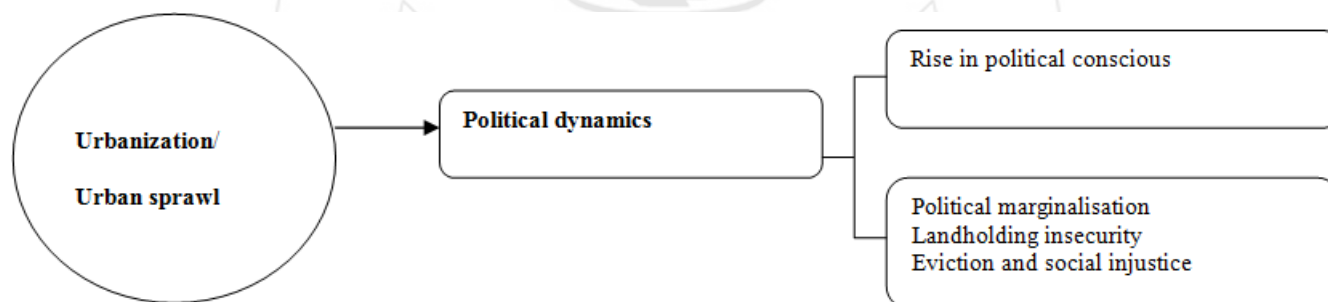 Urbanization/
Urban sprawl
Political dynamics
Rise in political conscious
Political marginalisation
Landholding insecurity
Eviction and social injustice